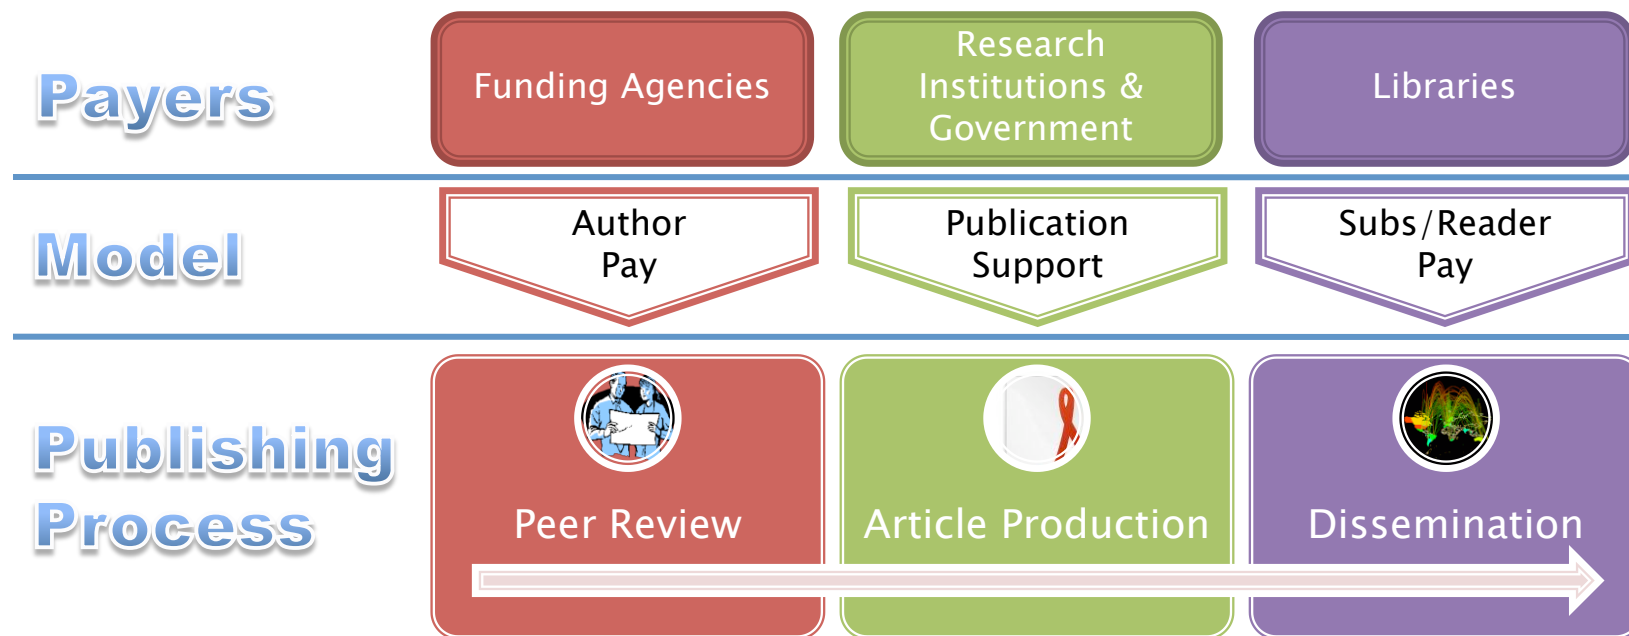 Payers
Funding Agencies
Research
Institutions &
Government
Libraries
Model
Author
Pay
Publication
Support
Subs/Reader
Pay
Publishing
Process
Peer Review
Article Production
Dissemination